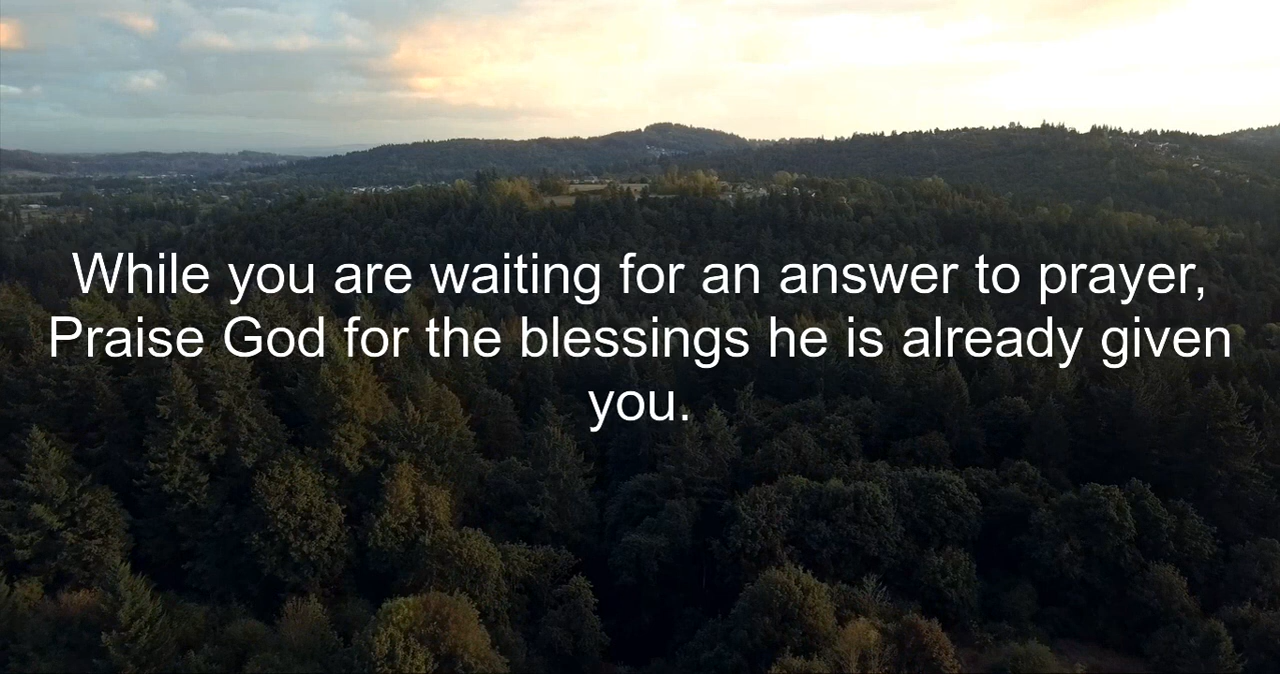 While you are waiting for an answer to prayer,
Praise God for the blessings he is already given
you.